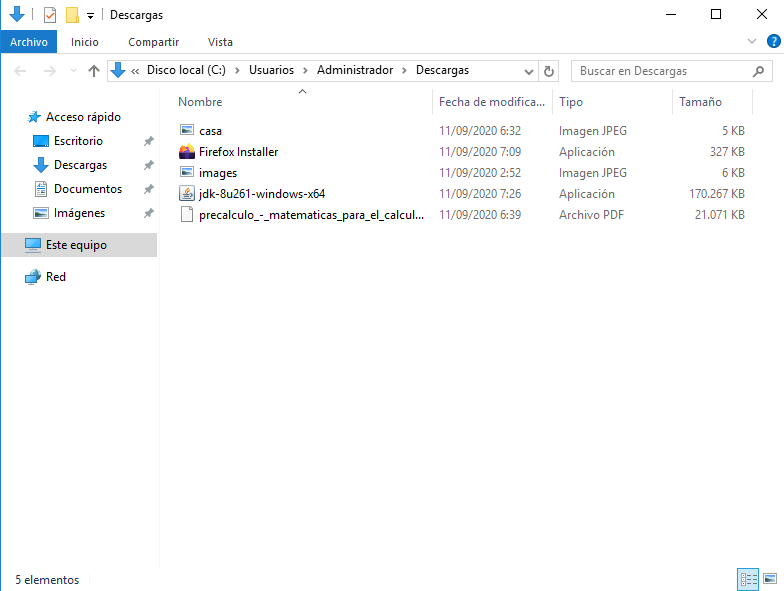 Descargas
Archivo Inicio Compartir Vista
« Disco local (C:) › Usuarios › Administrador › Descargas Buscar en Descargas
Nombre Fecha de modifica... Tipo Tamaño
Acceso rápido
Escritorio
Descargas
Documentos
Imágenes
Este equipo
Red
casa 11/09/2020 6:32 Imagen JPEG 5 KB
Firefox Installer 11/09/2020 7:09 Aplicación 327 KB
images 11/09/2020 2:52 Imagen JPEG 6 KB
jdk-8u261-windows-x64 11/09/2020 7:26 Aplicación 170.267 KB
precalculo_-_matematicas_para_el_calcul... 11/09/2020 6:39 Archivo PDF 21.071 KB
5 elementos